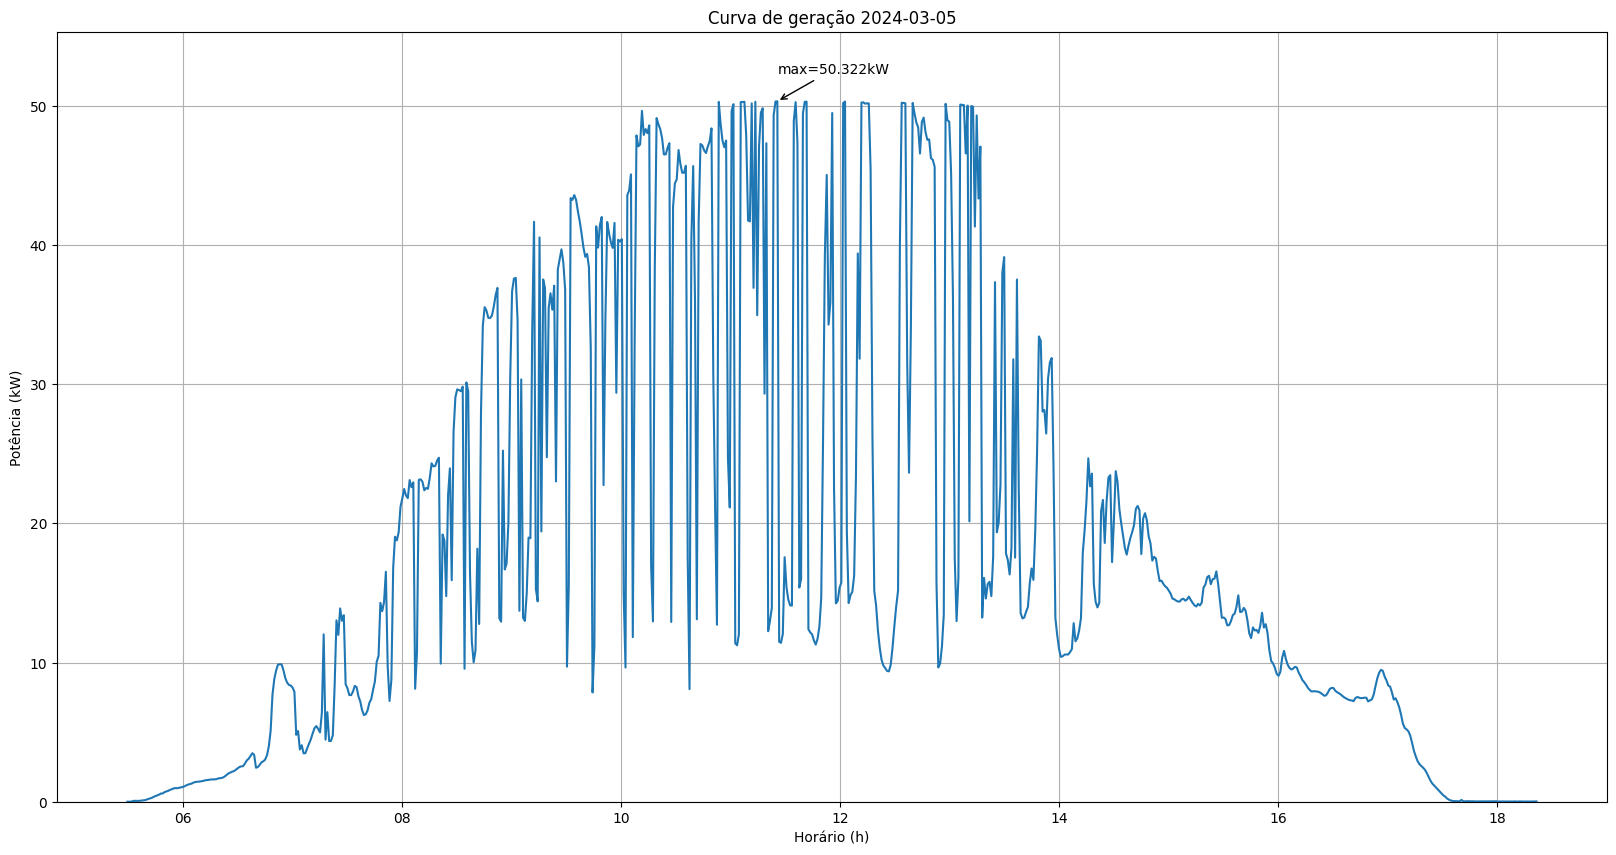 Curva de geração 2024-03-05
max=50.322kW
Potência (kW)
50
40
30
20
10
0
06 08 10 12 14 16 18
Horário (h)